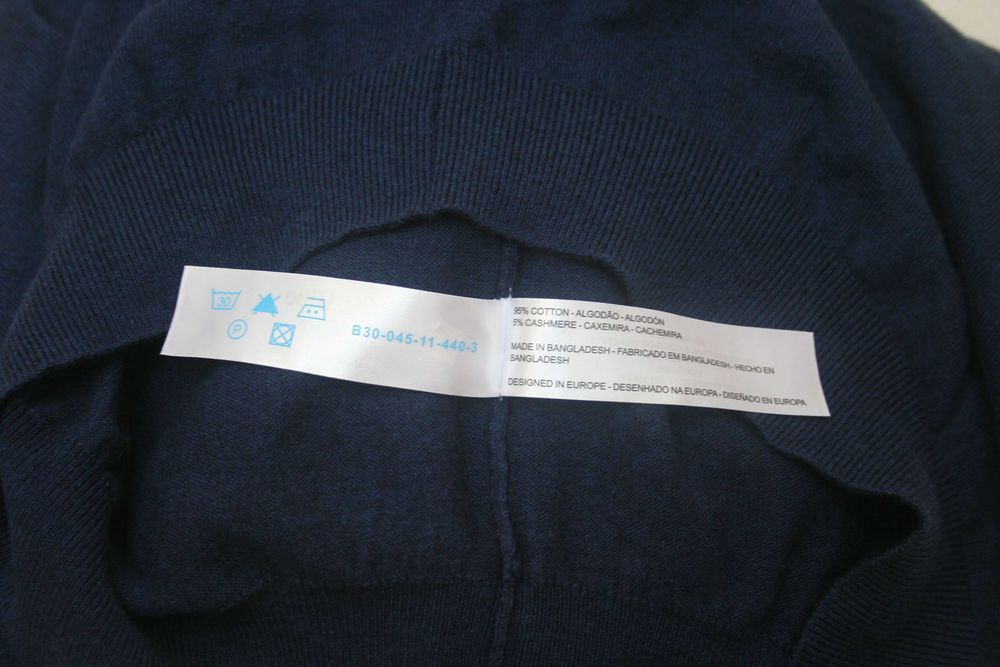 30
P
B30-045-11-440-3
95% COTTON - ALGODÃO - ALGODÓN
5% CASHMERE - CAXEMIRA - CACHEMIRA
MADE IN BANGLADESH - FABRICADO EM BANGLADESH - HECHO EN
BANGLADESH
DESIGNED IN EUROPE - DESENHADO NA EUROPA - DISEÑADO EN EUROPA